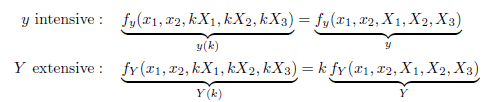 y intensive : f_y(x_1, x_2, kX_1, kX_2, kX_3) = f_y(x_1, x_2, X_1, X_2, X_3)
y(k) y
Y extensive : f_Y(x_1, x_2, kX_1, kX_2, kX_3) = k f_Y(x_1, x_2, X_1, X_2, X_3)
Y(k) Y